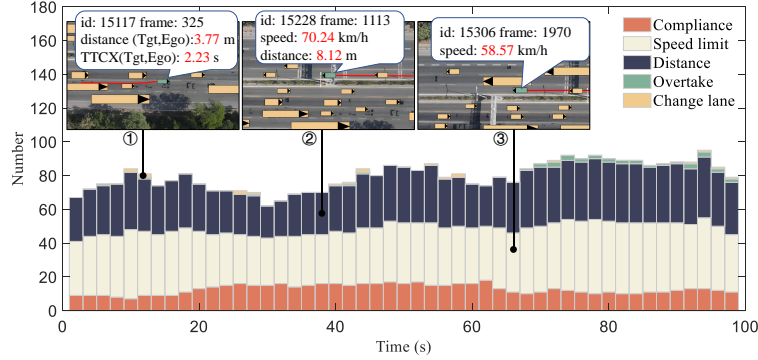 id: 15117 frame: 325
distance (Tgt,Ego):3.77 m
TTCX(Tgt,Ego): 2.23 s
id: 15228 frame: 1113
speed: 70.24 km/h
distance: 8.12 m
id: 15306 frame: 1970
speed: 58.57 km/h
Compliance
Speed limit
Distance
Overtake
Change lane
①
②
③
Number
180
160
140
120
100
80
60
40
20
0
0
20
40
60
80
100
Time (s)